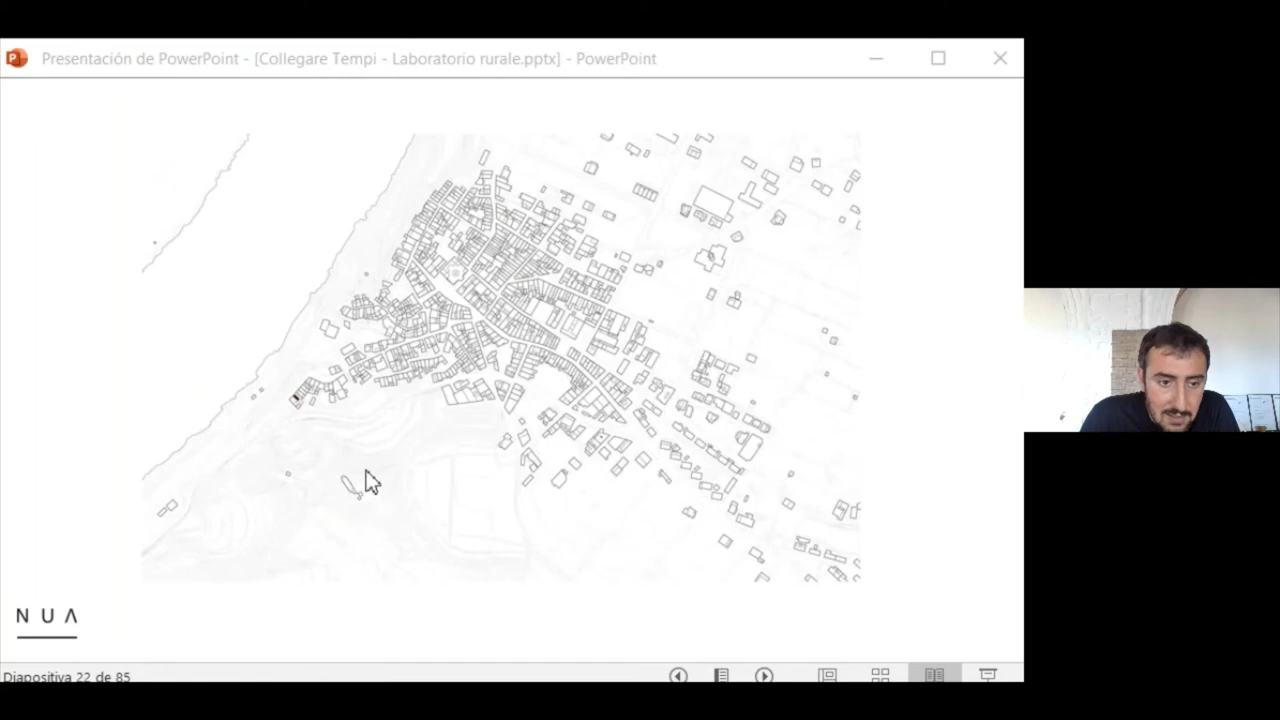 Presentación de PowerPoint - [Collegare Tempi - Laboratorio rurale.pptx] - PowerPoint
N U Λ
Diapositiva 22 de 85